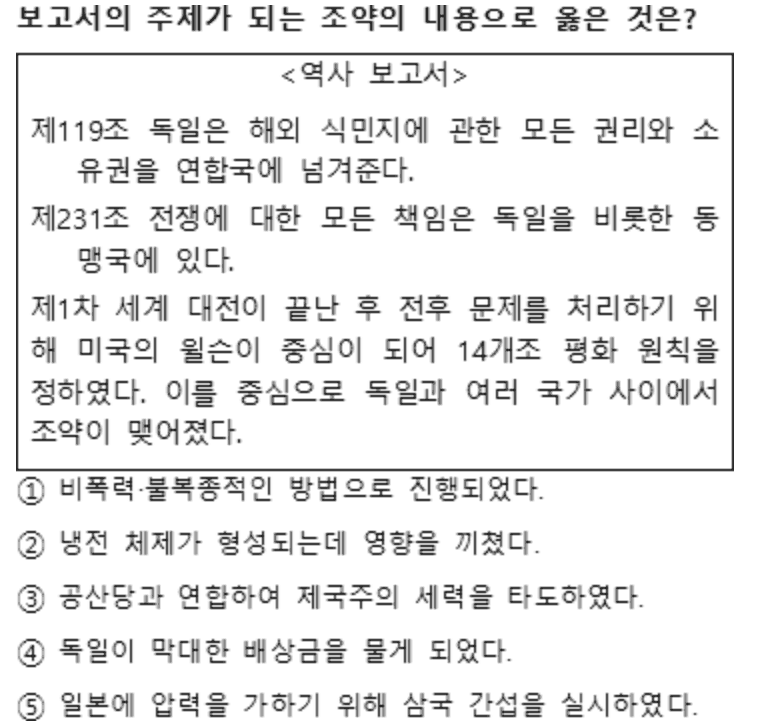 보고서의 주제가 되는 조약의 내용으로 옳은 것은?
<역사 보고서>
제119조 독일은 해외 식민지에 관한 모든 권리와 소
유권을 연합국에 넘겨준다.
제231조 전쟁에 대한 모든 책임은 독일을 비롯한 동
맹국에 있다.
제1차 세계 대전이 끝난 후 전후 문제를 처리하기 위
해 미국의 윌슨이 중심이 되어 14개조 평화 원칙을
정하였다. 이를 중심으로 독일과 여러 국가 사이에서
조약이 맺어졌다.
① 비폭력·불복종적인 방법으로 진행되었다.
② 냉전 체제가 형성되는데 영향을 끼쳤다.
③ 공산당과 연합하여 제국주의 세력을 타도하였다.
④ 독일이 막대한 배상금을 물게 되었다.
⑤ 일본에 압력을 가하기 위해 삼국 간섭을 실시하였다.